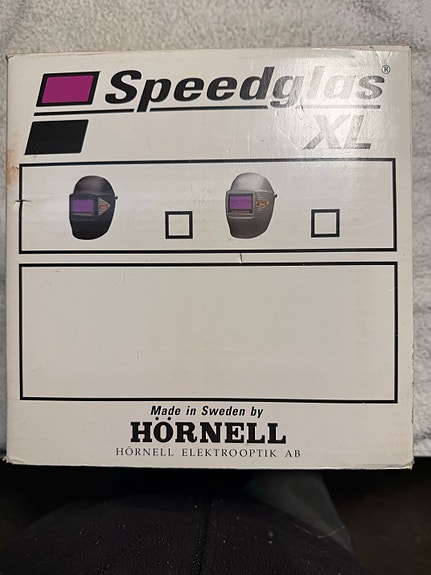 Speedglas®
XL
Made in Sweden by
HÖRNELL
HÖRNELL ELEKTROOPTIK AB